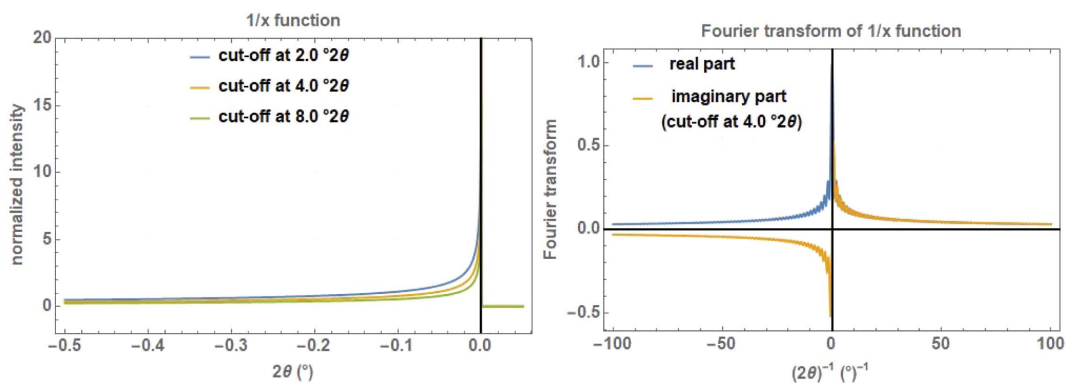 1/x function
normalized intensity
20
15
10
5
0
cut-off at 2.0 °2θ
cut-off at 4.0 °2θ
cut-off at 8.0 °2θ
−0.5
−0.4
−0.3
−0.2
−0.1
0.0
2θ (°)
Fourier transform of 1/x function
Fourier transform
1.0
0.5
0.0
−0.5
real part
imaginary part
(cut-off at 4.0 °2θ)
−100
−50
0
50
100
(2θ)⁻¹ (°)⁻¹